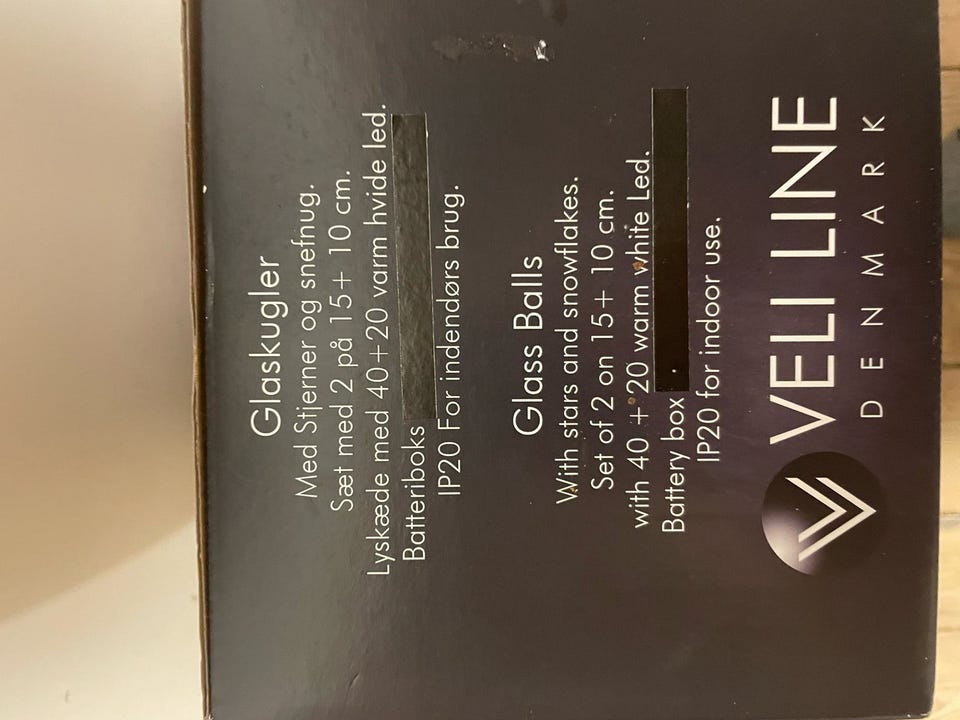 Glaskugler
Med Stjerner og snefnug.
Sæt med 2 på 15+ 10 cm.
Lyskæde med 40+20 varm hvide led.
Batteriboks
IP20 For indendørs brug.
Glass Balls
With stars and snowflakes.
Set of 2 on 15+ 10 cm.
with 40 + 20 warm white Led.
Battery box .
IP20 for indoor use.
VELI LINE
DENMARK